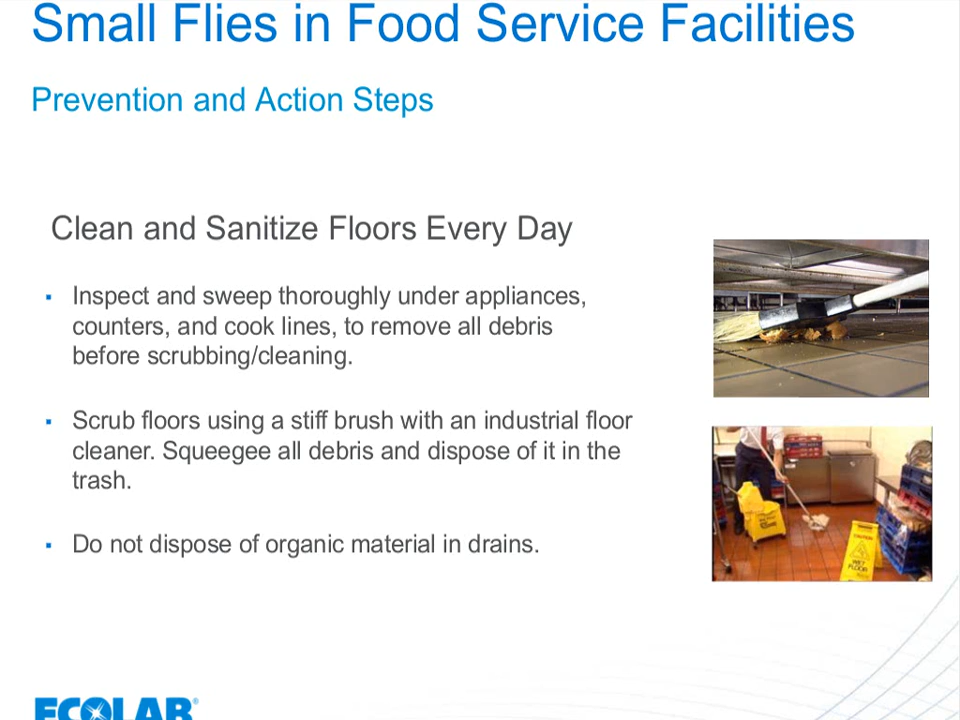 Small Flies in Food Service Facilities
Prevention and Action Steps
Clean and Sanitize Floors Every Day
▪ Inspect and sweep thoroughly under appliances,
counters, and cook lines, to remove all debris
before scrubbing/cleaning.
▪ Scrub floors using a stiff brush with an industrial floor
cleaner. Squeegee all debris and dispose of it in the
trash.
▪ Do not dispose of organic material in drains.
CAUTION
WET
FLOOR
ECOLAB®